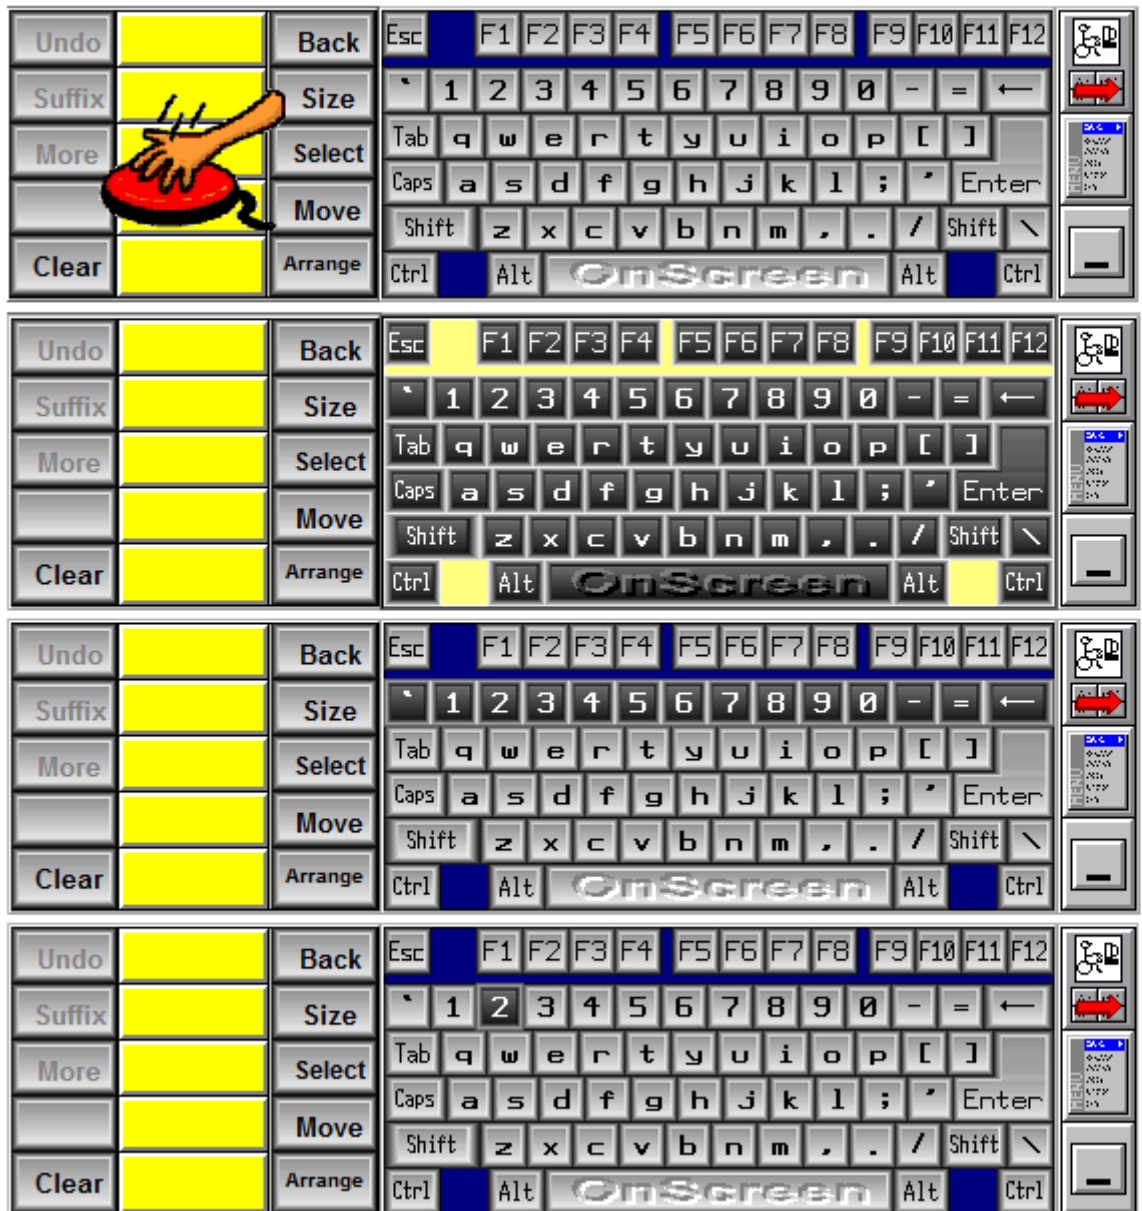 Undo Back
Suffix Size
More Select
Move
Clear Arrange
Esc F1 F2 F3 F4 F5 F6 F7 F8 F9 F10 F11 F12
` 1 2 3 4 5 6 7 8 9 0 - = ←
Tab q w e r t y u i o p [ ]
Caps a s d f g h j k l ; ' Enter
Shift z x c v b n m , . / Shift \
Ctrl Alt OnScreen Alt Ctrl
MENU
Undo Back
Suffix Size
More Select
Move
Clear Arrange
Esc F1 F2 F3 F4 F5 F6 F7 F8 F9 F10 F11 F12
` 1 2 3 4 5 6 7 8 9 0 - = ←
Tab q w e r t y u i o p [ ]
Caps a s d f g h j k l ; ' Enter
Shift z x c v b n m , . / Shift \
Ctrl Alt OnScreen Alt Ctrl
MENU
Undo Back
Suffix Size
More Select
Move
Clear Arrange
Esc F1 F2 F3 F4 F5 F6 F7 F8 F9 F10 F11 F12
` 1 2 3 4 5 6 7 8 9 0 - = ←
Tab q w e r t y u i o p [ ]
Caps a s d f g h j k l ; ' Enter
Shift z x c v b n m , . / Shift \
Ctrl Alt OnScreen Alt Ctrl
MENU
Undo Back
Suffix Size
More Select
Move
Clear Arrange
Esc F1 F2 F3 F4 F5 F6 F7 F8 F9 F10 F11 F12
` 1 2 3 4 5 6 7 8 9 0 - = ←
Tab q w e r t y u i o p [ ]
Caps a s d f g h j k l ; ' Enter
Shift z x c v b n m , . / Shift \
Ctrl Alt OnScreen Alt Ctrl
MENU